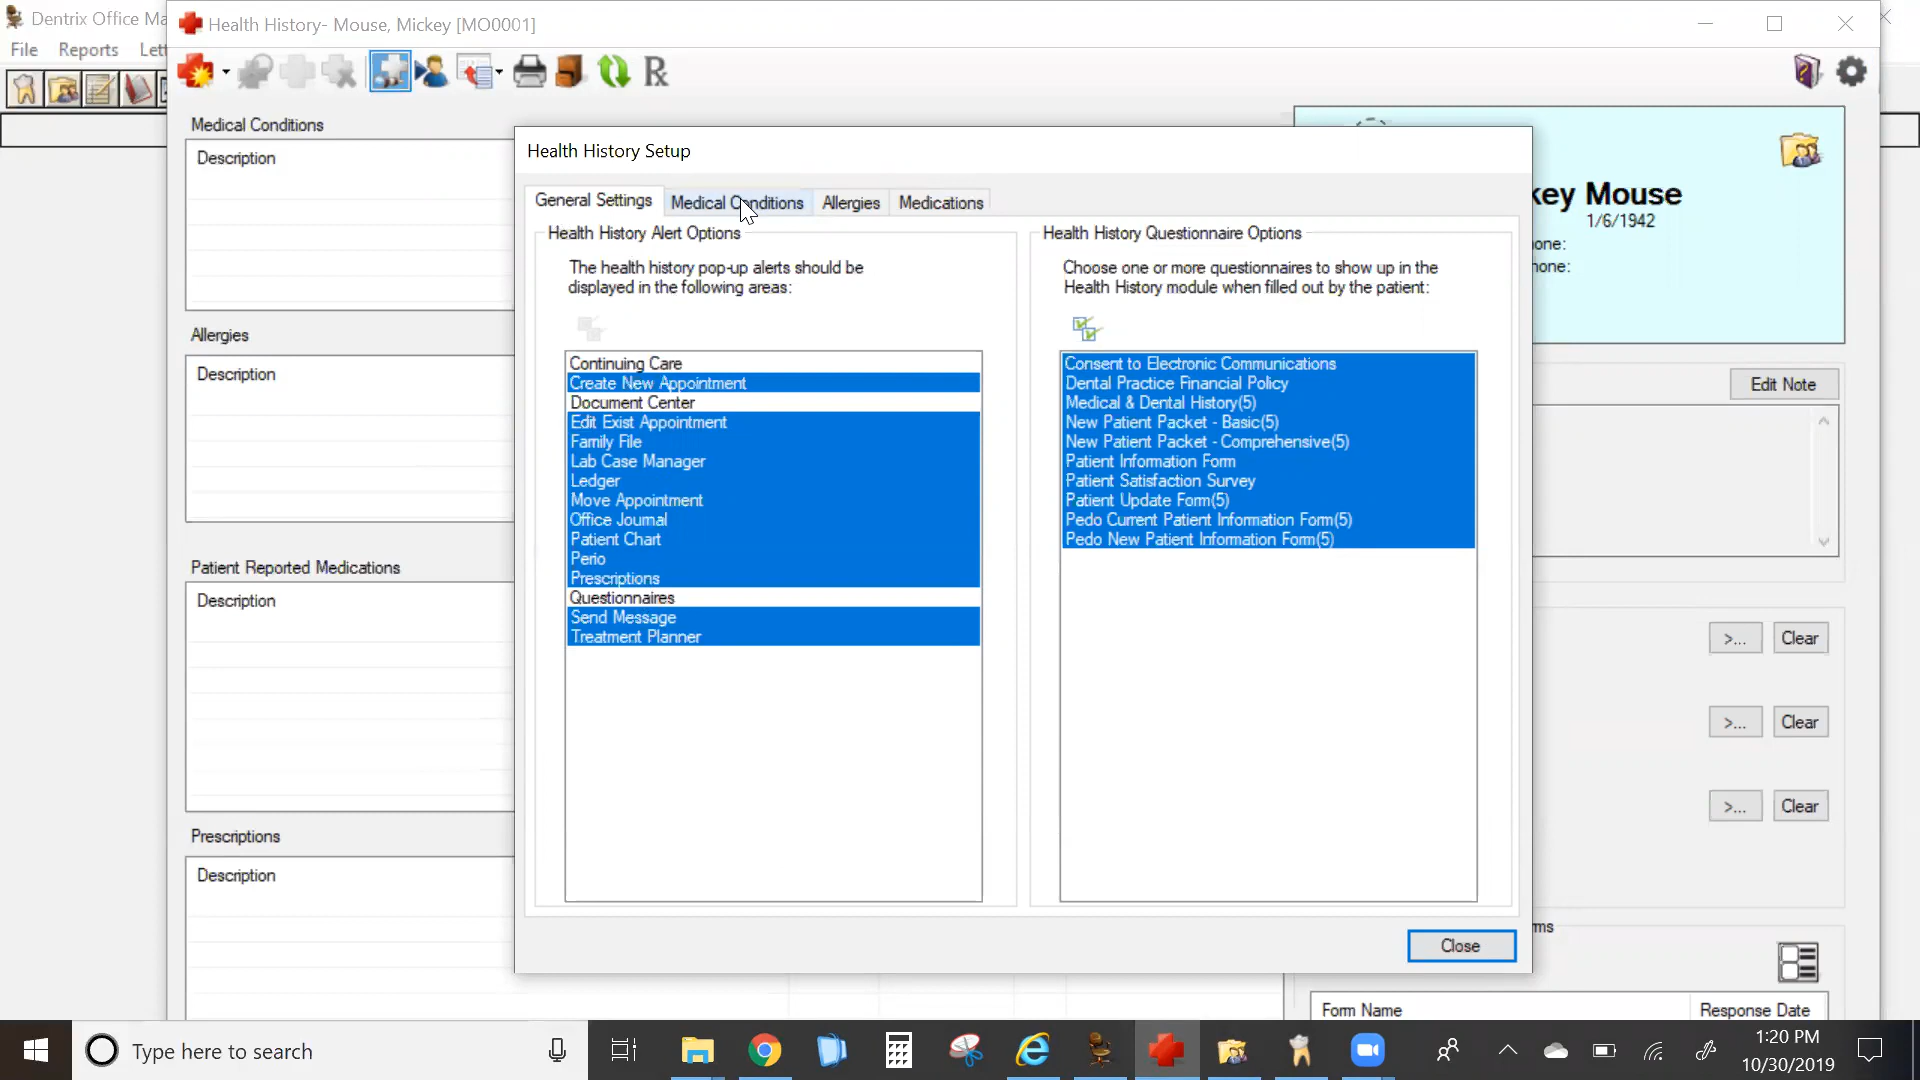 Dentrix Office Ma
File Reports Lett
Health History- Mouse, Mickey [MO0001]
Medical Conditions
Description
Allergies
Description
Patient Reported Medications
Description
Prescriptions
Description
Health History Setup
General Settings Medical Conditions Allergies Medications
Health History Alert Options
The health history pop-up alerts should be
displayed in the following areas:
Continuing Care
Create New Appointment
Document Center
Edit Exist Appointment
Family File
Lab Case Manager
Ledger
Move Appointment
Office Journal
Patient Chart
Perio
Prescriptions
Questionnaires
Send Message
Treatment Planner
Health History Questionnaire Options
Choose one or more questionnaires to show up in the
Health History module when filled out by the patient:
Consent to Electronic Communications
Dental Practice Financial Policy
Medical & Dental History(5)
New Patient Packet - Basic(5)
New Patient Packet - Comprehensive(5)
Patient Information Form
Patient Satisfaction Survey
Patient Update Form(5)
Pedo Current Patient Information Form(5)
Pedo New Patient Information Form(5)
Close
key Mouse
1/6/1942
one:
hone:
Edit Note
>... Clear
>... Clear
>... Clear
ms
Form Name Response Date
Type here to search
1:20 PM
10/30/2019